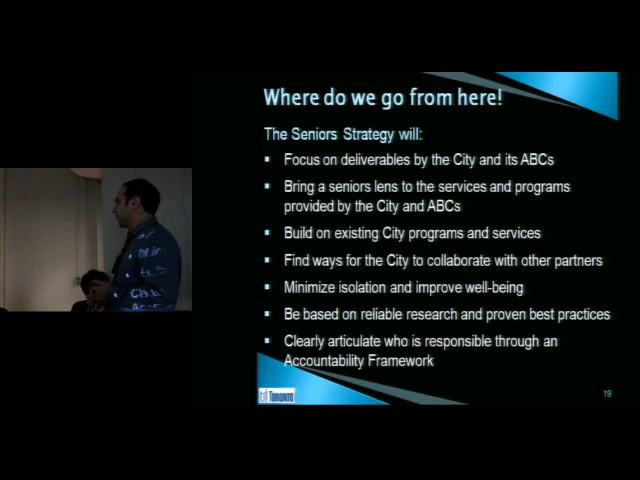 Where do we go from here!
The Seniors Strategy will:
▪ Focus on deliverables by the City and its ABCs
▪ Bring a seniors lens to the services and programs
provided by the City and ABCs
▪ Build on existing City programs and services
▪ Find ways for the City to collaborate with other partners
▪ Minimize isolation and improve well-being
▪ Be based on reliable research and proven best practices
▪ Clearly articulate who is responsible through an
Accountability Framework
TORONTO
19